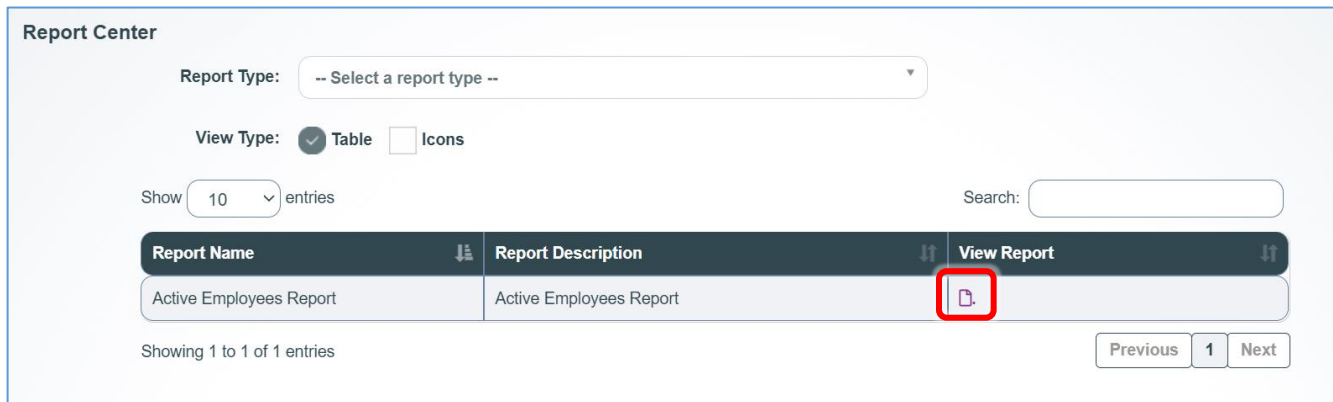 Report Center
Report Type: -- Select a report type --
View Type: Table Icons
Show 10 entries Search:
Report Name Report Description View Report
Active Employees Report Active Employees Report
Showing 1 to 1 of 1 entries Previous 1 Next